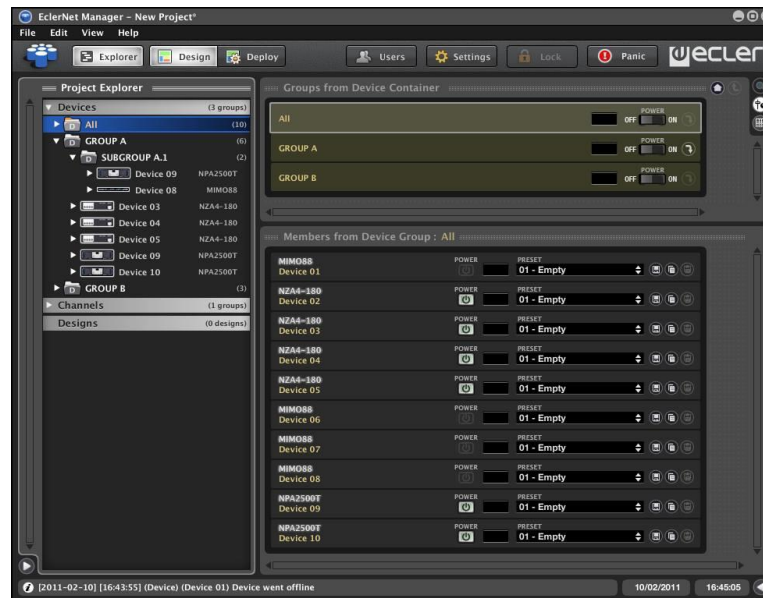 EclerNet Manager - New Project*
File Edit View Help
Explorer Design Deploy Users Settings Lock Panic ecler
Project Explorer
Devices (3 groups)
All (10)
GROUP A (6)
SUBGROUP A.1 (2)
Device 09 NPA2500T
Device 08 MIMO88
Device 03 NZA4-180
Device 04 NZA4-180
Device 05 NZA4-180
Device 09 NPA2500T
Device 10 NPA2500T
GROUP B (3)
Channels (1 groups)
Designs (0 designs)
Groups from Device Container
All OFF POWER ON
GROUP A OFF POWER ON
GROUP B OFF POWER ON
Members from Device Group : All
MIMO88 POWER PRESET
Device 01 01 - Empty
NZA4-180 POWER PRESET
Device 02 01 - Empty
NZA4-180 POWER PRESET
Device 03 01 - Empty
NZA4-180 POWER PRESET
Device 04 01 - Empty
NZA4-180 POWER PRESET
Device 05 01 - Empty
MIMO88 POWER PRESET
Device 06 01 - Empty
MIMO88 POWER PRESET
Device 07 01 - Empty
MIMO88 POWER PRESET
Device 08 01 - Empty
NPA2500T POWER PRESET
Device 09 01 - Empty
NPA2500T POWER PRESET
Device 10 01 - Empty
[2011-02-10] [16:43:55] (Device) (Device 01) Device went offline 10/02/2011 16:45:05